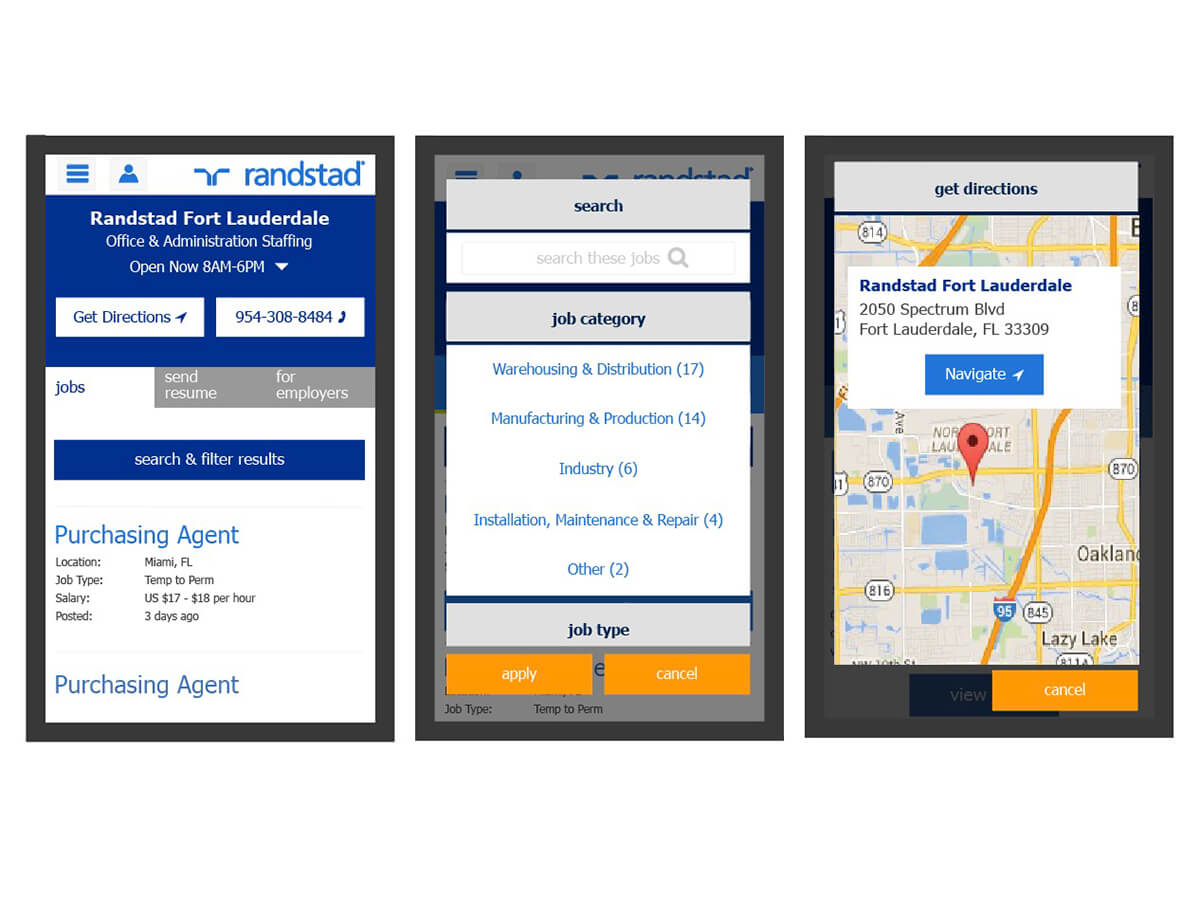 randstad
Randstad Fort Lauderdale
Office & Administration Staffing
Open Now 8AM-6PM
Get Directions
954-308-8484
jobs
send resume
for employers
search & filter results
Purchasing Agent
Location: Miami, FL
Job Type: Temp to Perm
Salary: US $17 - $18 per hour
Posted: 3 days ago
Purchasing Agent
randstad
search
search these jobs
job category
Warehousing & Distribution (17)
Manufacturing & Production (14)
Industry (6)
Installation, Maintenance & Repair (4)
Other (2)
job type
apply
cancel
Job Type: Temp to Perm
get directions
814
Randstad Fort Lauderdale
2050 Spectrum Blvd
Fort Lauderdale, FL 33309
Navigate
Ave
870
870
Oakland
816
95
845
Lazy Lake
view
cancel